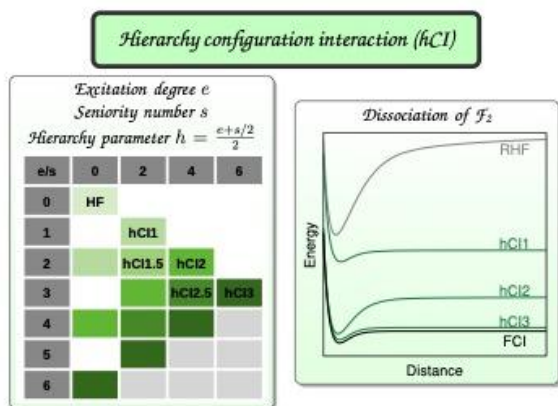 Hierarchy configuration interaction (hCI)
Excitation degree e
Seniority number s
Hierarchy parameter h = \frac{e+s/2}{2}
e/s 0 2 4 6
0 HF
1 hCI1
2 hCI1.5 hCI2
3 hCI2.5 hCI3
4
5
6
Dissociation of F₂
RHF
hCI1
hCI2
hCI3
FCI
Energy
Distance